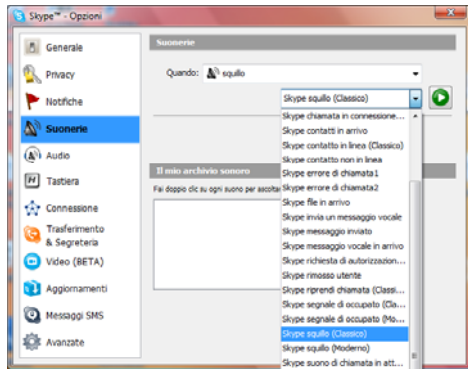 Skype™ - Opzioni
Generale
Privacy
Notifiche
Suonerie
Audio
Tastiera
Connessione
Trasferimento
& Segreteria
Video (BETA)
Aggiornamenti
Messaggi SMS
Avanzate
Suonerie
Quando: squillo
Skype squillo (Classico)
Skype chiamata in connessione...
Skype contatti in arrivo
Skype contatto in linea (Classico)
Skype contatto non in linea
Skype errore di chiamata1
Skype errore di chiamata2
Skype file in arrivo
Skype invia un messaggio vocale
Skype messaggio inviato
Skype messaggio vocale in arrivo
Skype richiesta di autorizzazion...
Skype rimosso utente
Skype riprendi chiamata (Classi...
Skype segnale di occupato (Cla...
Skype segnale di occupato (Mo...
Skype squillo (Classico)
Skype squillo (Moderno)
Skype suono di chiamata in att...
Il mio archivio sonoro
Fai doppio clic su ogni suono per ascoltar